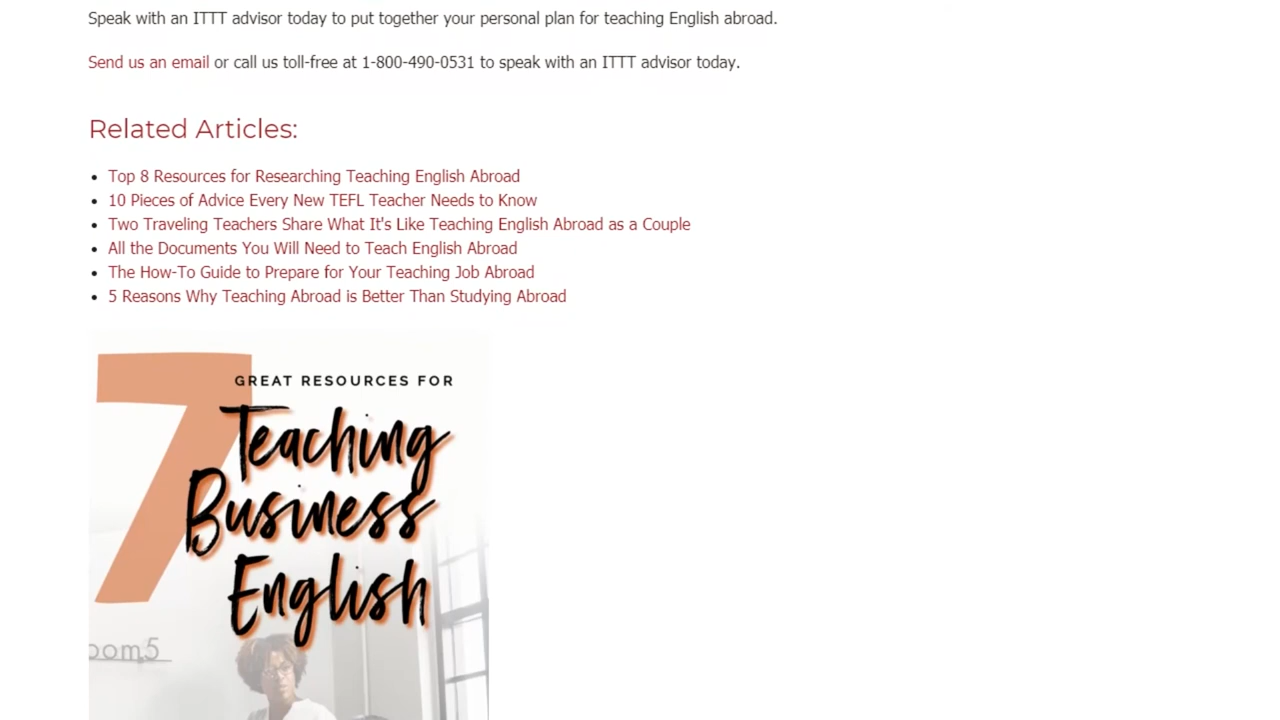 Speak with an ITTT advisor today to put together your personal plan for teaching English abroad.
Send us an email or call us toll-free at 1-800-490-0531 to speak with an ITTT advisor today.
Related Articles:
Top 8 Resources for Researching Teaching English Abroad
10 Pieces of Advice Every New TEFL Teacher Needs to Know
Two Traveling Teachers Share What It's Like Teaching English Abroad as a Couple
All the Documents You Will Need to Teach English Abroad
The How-To Guide to Prepare for Your Teaching Job Abroad
5 Reasons Why Teaching Abroad is Better Than Studying Abroad
7
GREAT RESOURCES FOR
Teaching
Business
English
oom5